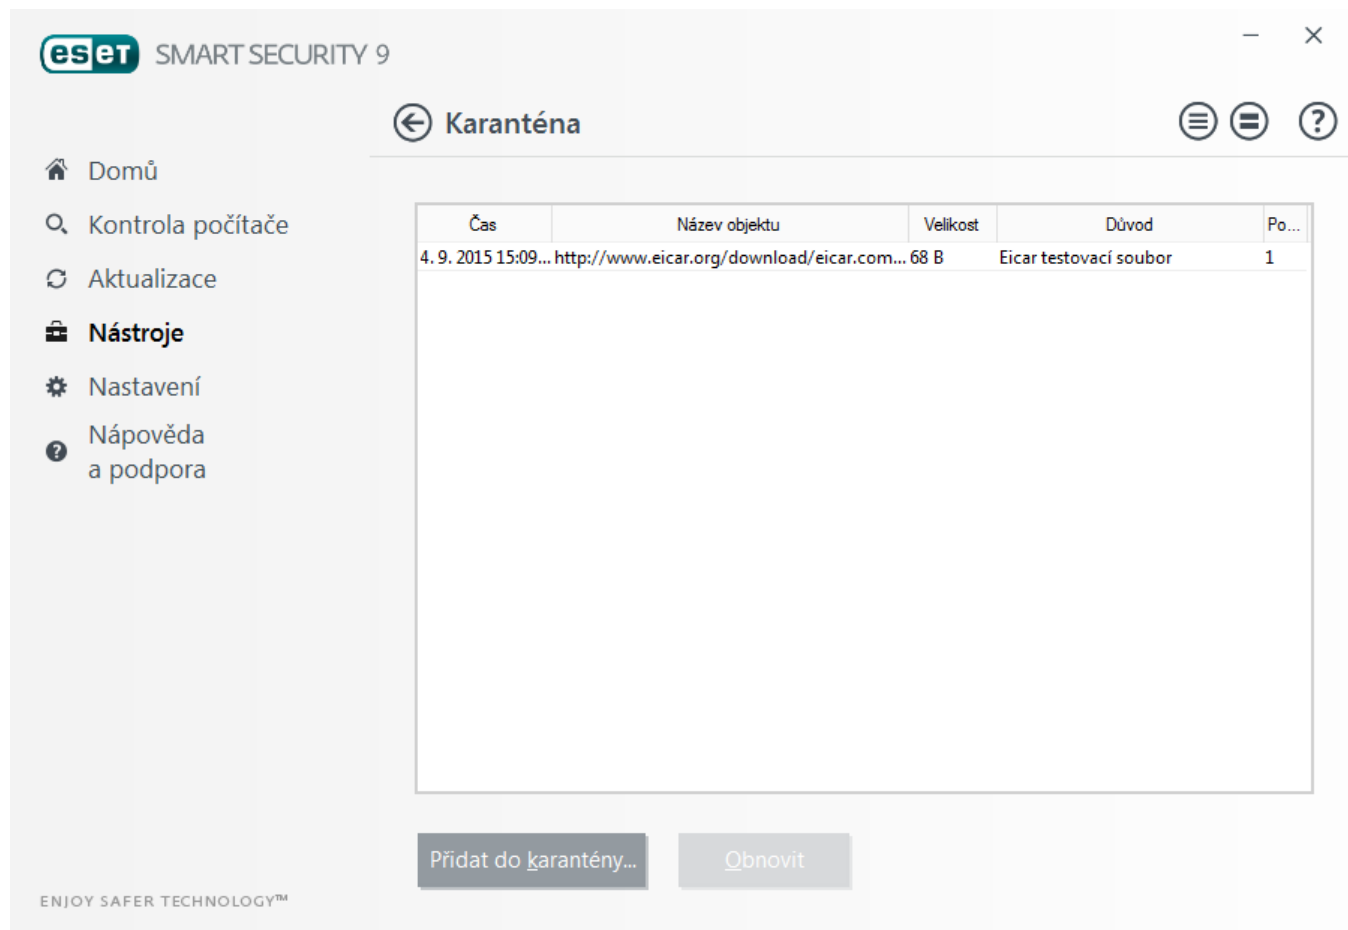 eset SMART SECURITY 9
Karanténa
Domů
Kontrola počítače
Aktualizace
Nástroje
Nastavení
Nápověda
a podpora
Čas Název objektu Velikost Důvod Po...
4. 9. 2015 15:09... http://www.eicar.org/download/eicar.com... 68 B Eicar testovací soubor 1
Přidat do karantény... Obnovit
ENJOY SAFER TECHNOLOGY™